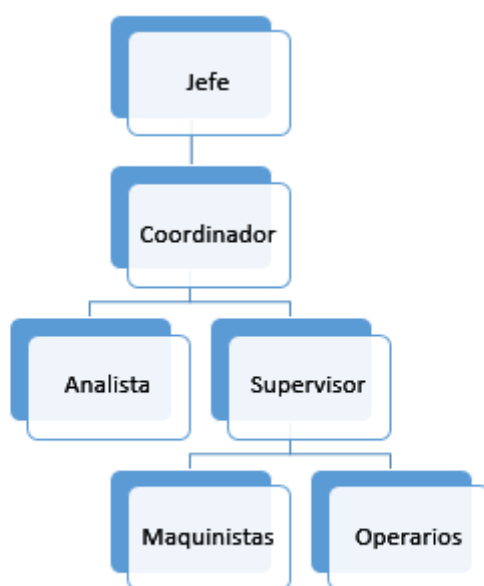 Jefe
Coordinador
Analista
Supervisor
Maquinistas
Operarios